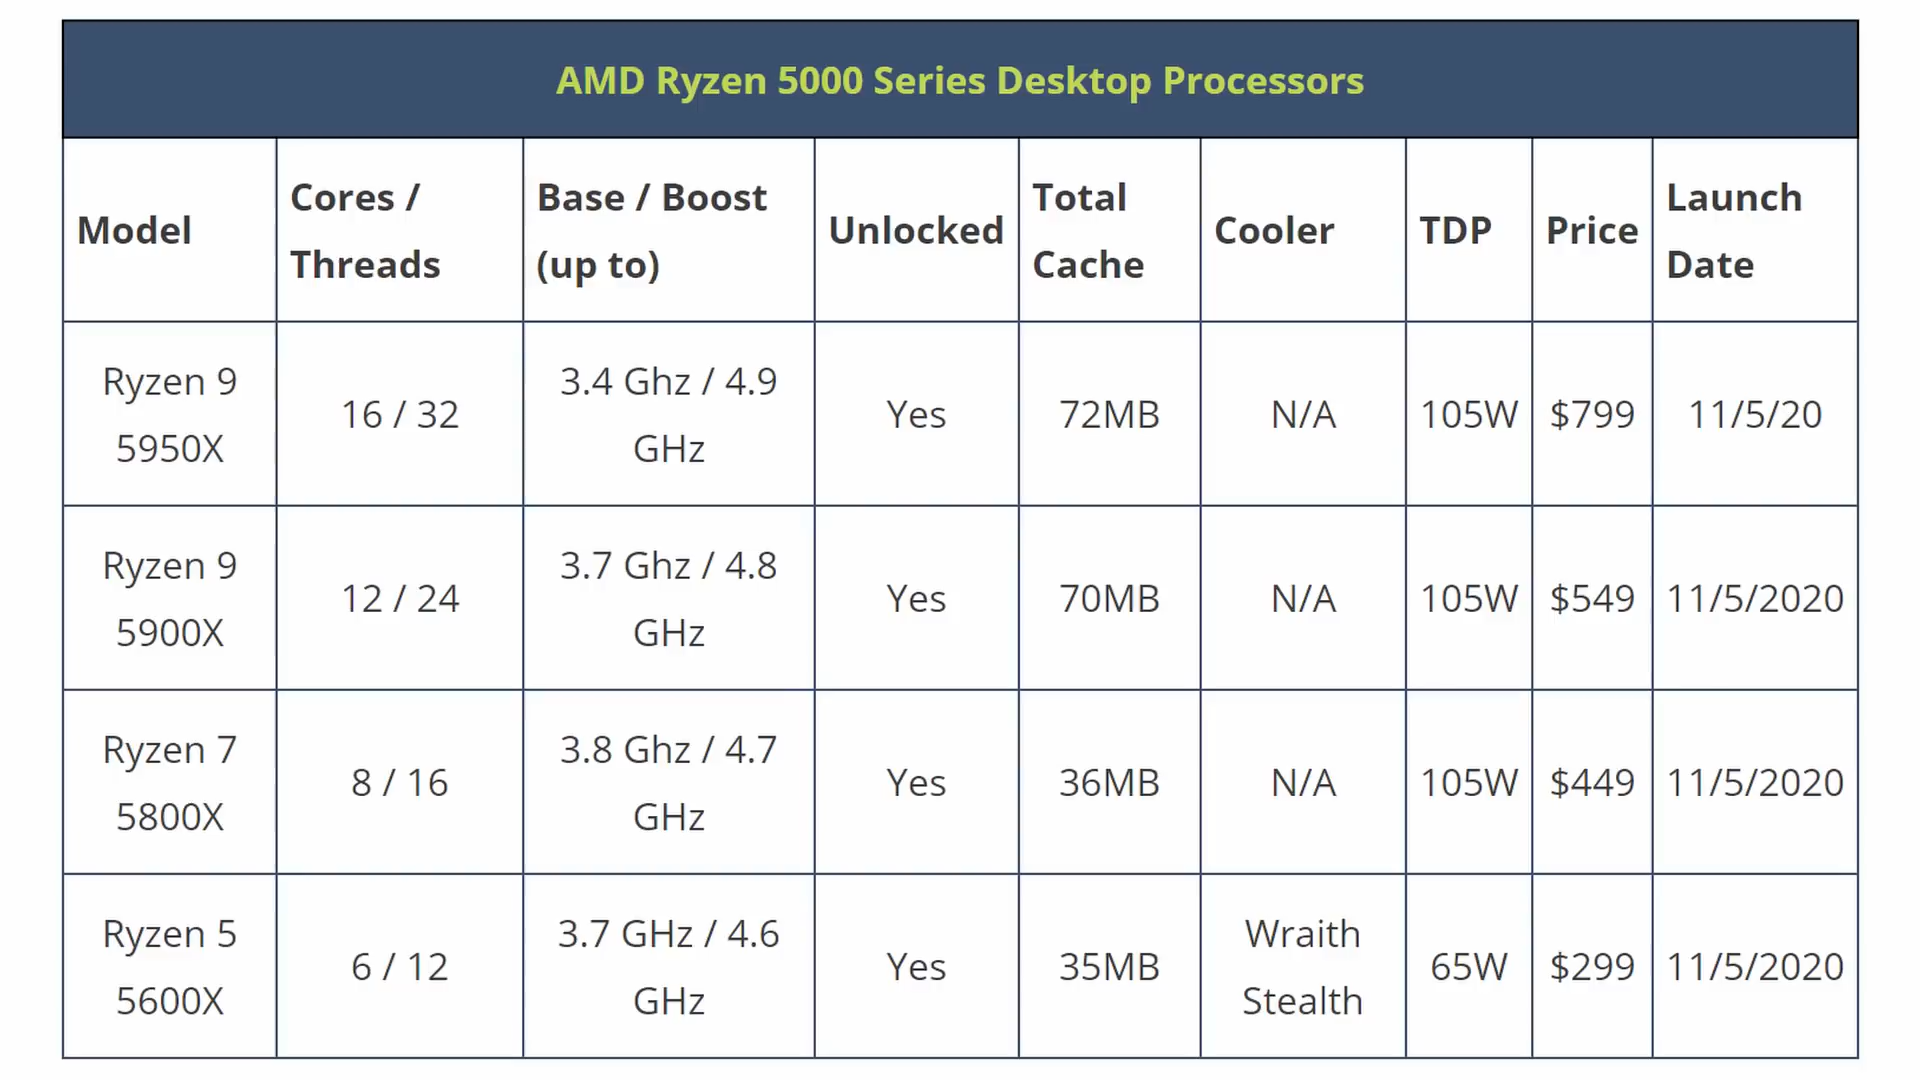 AMD Ryzen 5000 Series Desktop Processors
Model
Cores /
Threads
Base / Boost
(up to)
Unlocked
Total
Cache
Cooler
TDP
Price
Launch
Date
Ryzen 9
5950X
16 / 32
3.4 Ghz / 4.9
GHz
Yes
72MB
N/A
105W
$799
11/5/20
Ryzen 9
5900X
12 / 24
3.7 Ghz / 4.8
GHz
Yes
70MB
N/A
105W
$549
11/5/2020
Ryzen 7
5800X
8 / 16
3.8 Ghz / 4.7
GHz
Yes
36MB
N/A
105W
$449
11/5/2020
Ryzen 5
5600X
6 / 12
3.7 GHz / 4.6
GHz
Yes
35MB
Wraith
Stealth
65W
$299
11/5/2020